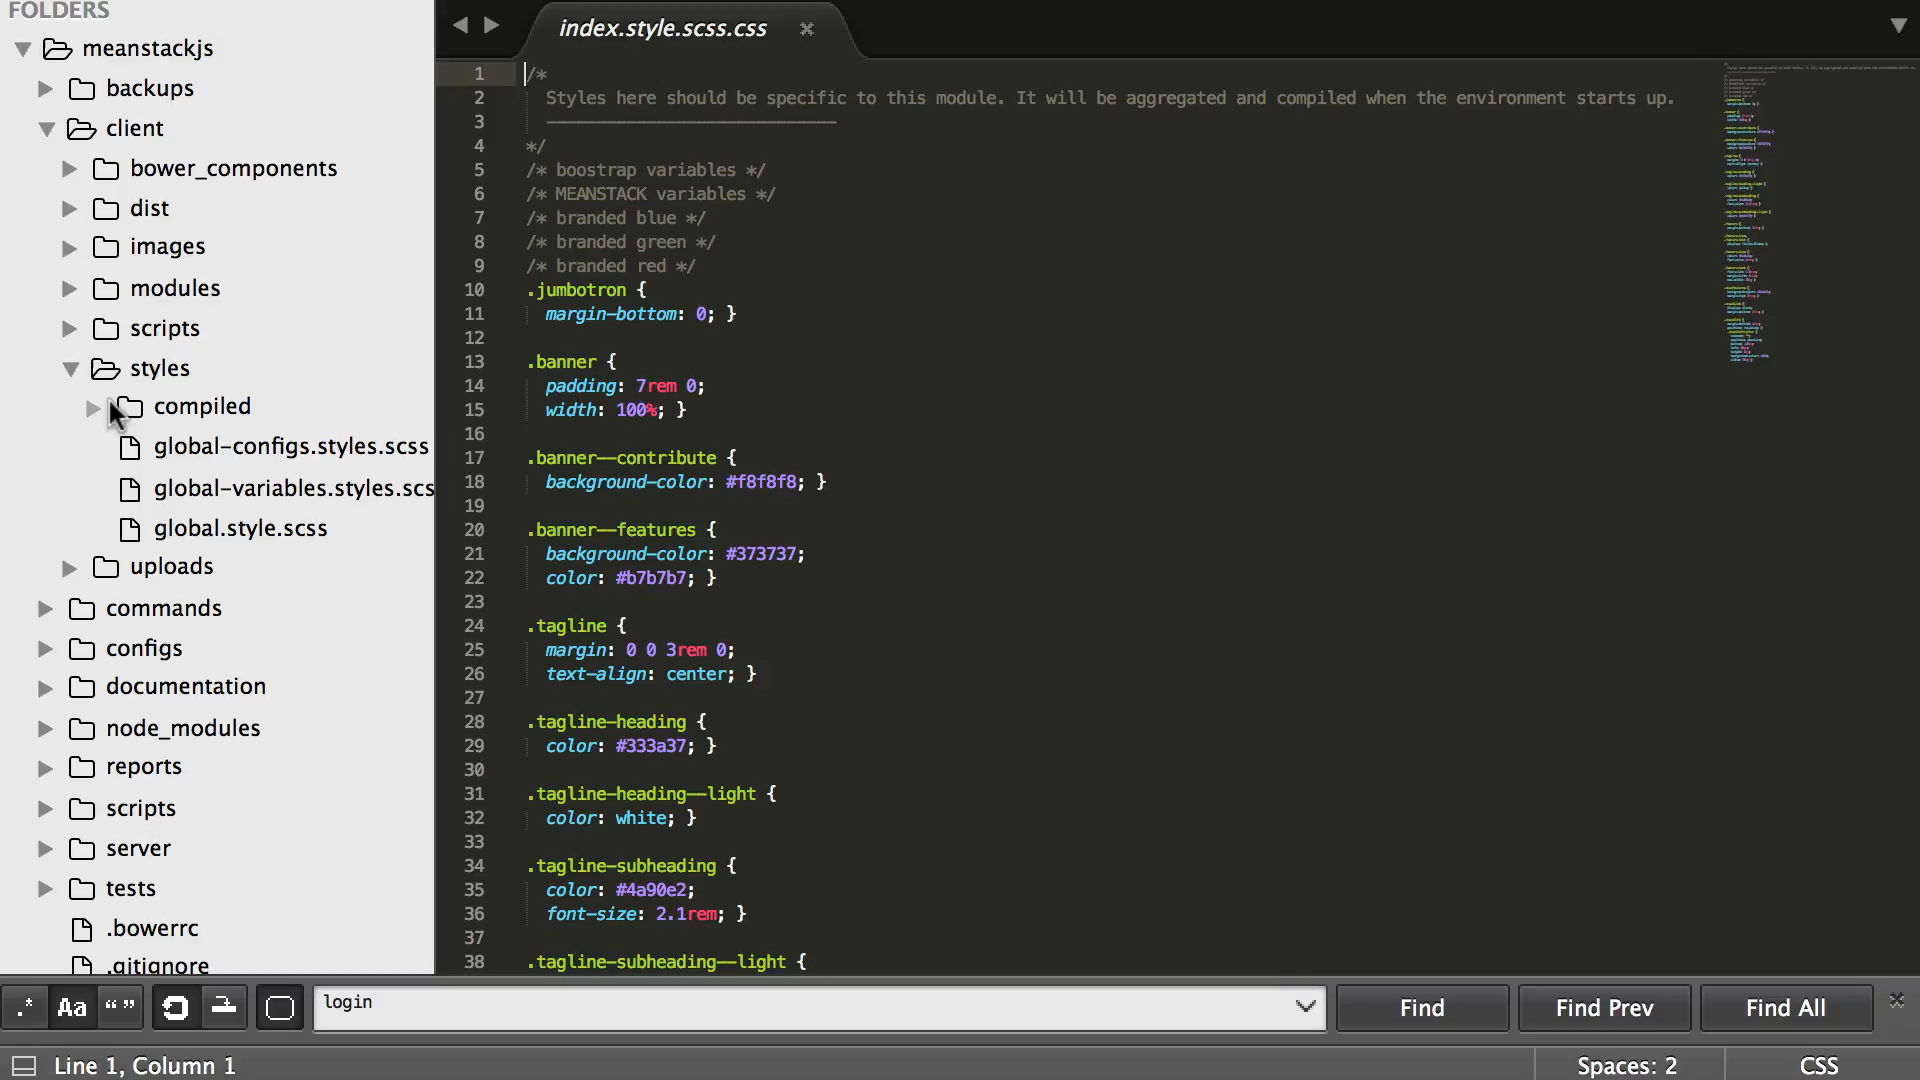 FOLDERS
meanstackjs
backups
client
bower_components
dist
images
modules
scripts
styles
compiled
global-configs.styles.scss
global-variables.styles.scs
global.style.scss
uploads
commands
configs
documentation
node_modules
reports
scripts
server
tests
.bowerrc
.gitignore
index.style.scss.css
1 /*
2 Styles here should be specific to this module. It will be aggregated and compiled when the environment starts up.
3 -----------------------------
4 */
5 /* boostrap variables */
6 /* MEANSTACK variables */
7 /* branded blue */
8 /* branded green */
9 /* branded red */
10 .jumbotron {
11 margin-bottom: 0; }
12
13 .banner {
14 padding: 7rem 0;
15 width: 100%; }
16
17 .banner--contribute {
18 background-color: #f8f8f8; }
19
20 .banner--features {
21 background-color: #373737;
22 color: #b7b7b7; }
23
24 .tagline {
25 margin: 0 0 3rem 0;
26 text-align: center; }
27
28 .tagline-heading {
29 color: #333a37; }
30
31 .tagline-heading--light {
32 color: white; }
33
34 .tagline-subheading {
35 color: #4a90e2;
36 font-size: 2.1rem; }
37
38 .tagline-subheading--light {
.* Aa “ ” login Find Find Prev Find All
Line 1, Column 1 Spaces: 2 CSS